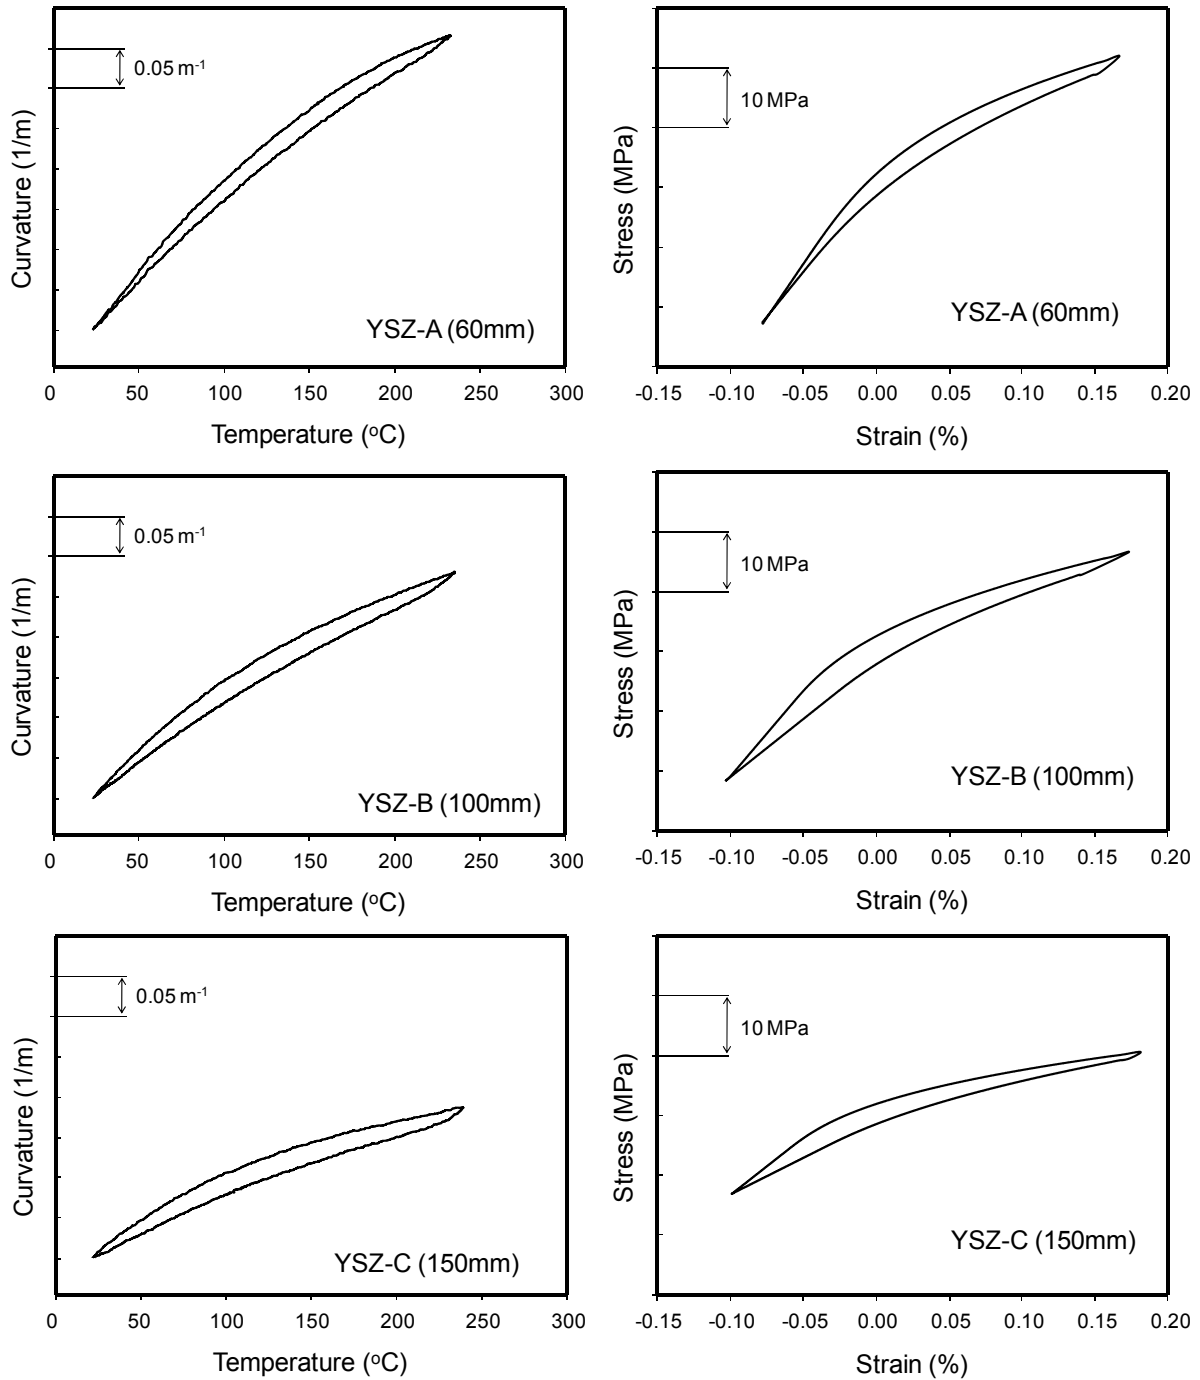 Curvature (1/m)
0.05 m⁻¹
YSZ-A (60mm)
0 50 100 150 200 250 300
Temperature (ºC)
Stress (MPa)
10 MPa
YSZ-A (60mm)
-0.15 -0.10 -0.05 0.00 0.05 0.10 0.15 0.20
Strain (%)
Curvature (1/m)
0.05 m⁻¹
YSZ-B (100mm)
0 50 100 150 200 250 300
Temperature (ºC)
Stress (MPa)
10 MPa
YSZ-B (100mm)
-0.15 -0.10 -0.05 0.00 0.05 0.10 0.15 0.20
Strain (%)
Curvature (1/m)
0.05 m⁻¹
YSZ-C (150mm)
0 50 100 150 200 250 300
Temperature (ºC)
Stress (MPa)
10 MPa
YSZ-C (150mm)
-0.15 -0.10 -0.05 0.00 0.05 0.10 0.15 0.20
Strain (%)